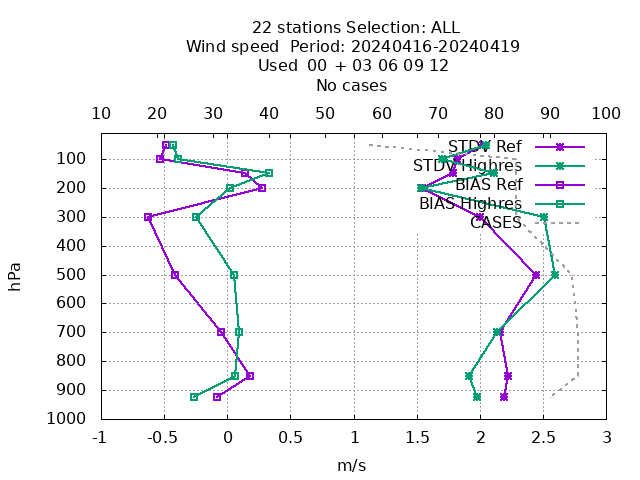 22 stations Selection: ALL
Wind speed  Period: 20240416-20240419
Used  00 + 03 06 09 12
No cases
10 20 30 40 50 60 70 80 90 100
STDV Ref
STDV Highres
BIAS Ref
BIAS Highres
CASES
hPa
100
200
300
400
500
600
700
800
900
1000
-1 -0.5 0 0.5 1 1.5 2 2.5 3
m/s